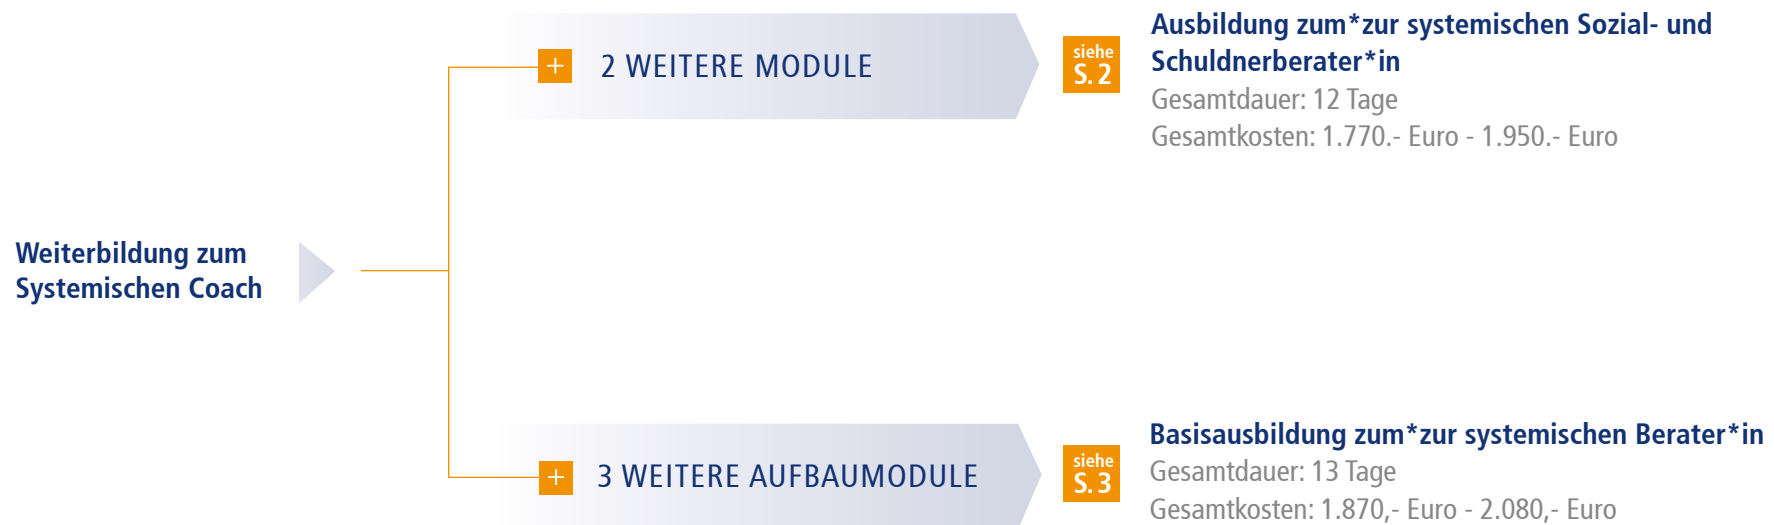 + 2 WEITERE MODULE
siehe
S. 2
Ausbildung zum*zur systemischen Sozial- und
Schuldnerberater*in
Gesamtdauer: 12 Tage
Gesamtkosten: 1.770.- Euro - 1.950.- Euro
Weiterbildung zum
Systemischen Coach
+ 3 WEITERE AUFBAUMODULE
siehe
S. 3
Basisausbildung zum*zur systemischen Berater*in
Gesamtdauer: 13 Tage
Gesamtkosten: 1.870,- Euro - 2.080,- Euro